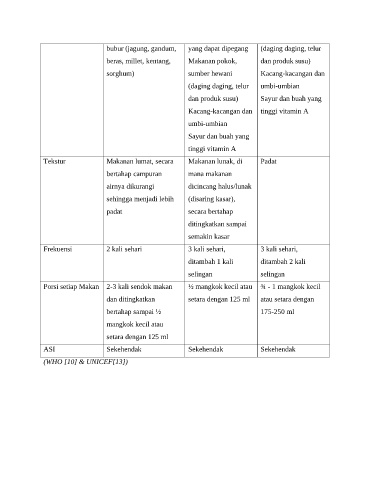 bubur (jagung, gandum,
beras, millet, kentang,
sorghum)
yang dapat dipegang
Makanan pokok,
sumber hewani
(daging daging, telur
dan produk susu)
Kacang-kacangan dan
umbi-umbian
Sayur dan buah yang
tinggi vitamin A
(daging daging, telur
dan produk susu)
Kacang-kacangan dan
umbi-umbian
Sayur dan buah yang
tinggi vitamin A
Tekstur
Makanan lumat, secara
bertahap campuran
airnya dikurangi
sehingga menjadi lebih
padat
Makanan lunak, di
mana makanan
dicincang halus/lunak
(disaring kasar),
secara bertahap
ditingkatkan sampai
semakin kasar
Padat
Frekuensi
2 kali sehari
3 kali sehari,
ditambah 1 kali
selingan
3 kali sehari,
ditambah 2 kali
selingan
Porsi setiap Makan
2-3 kali sendok makan
dan ditingkatkan
bertahap sampai ½
mangkok kecil atau
setara dengan 125 ml
½ mangkok kecil atau
setara dengan 125 ml
¾ - 1 mangkok kecil
atau setara dengan
175-250 ml
ASI
Sekehendak
Sekehendak
Sekehendak
(WHO [10] & UNICEF[13])